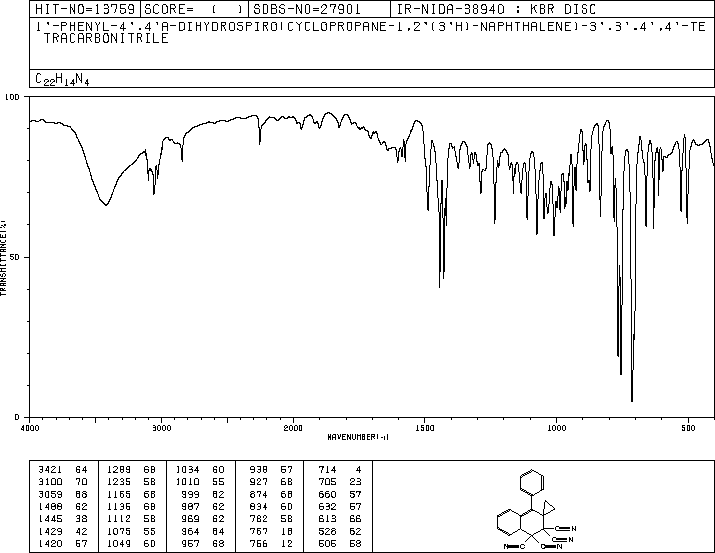 HIT-NO=13759 SCORE= ( ) SDBS-NO=27901 IR-NIDA-38940 : KBR DISC
1'-PHENYL-4',4'A-DIHYDROSPIRO(CYCLOPROPANE-1,2'(3'H)-NAPHTHALENE)-3',3',4',4'-TE
TRACARBONITRILE
C22H14N4
100
50
0
TRANSMITTANCE(%)
4000 3000 2000 1500 1000 500
WAVENUMBER(-1)
3421 64 1289 68 1034 60 938 57 714 4
3100 70 1235 58 1010 55 927 68 705 23
3059 68 1165 68 999 62 874 68 660 57
1488 62 1136 68 987 62 834 60 632 57
1445 38 1112 58 969 62 782 58 613 66
1429 42 1075 55 964 64 767 18 528 62
1420 57 1049 60 957 68 756 12 506 58
C≡N
N≡C C≡N C≡N